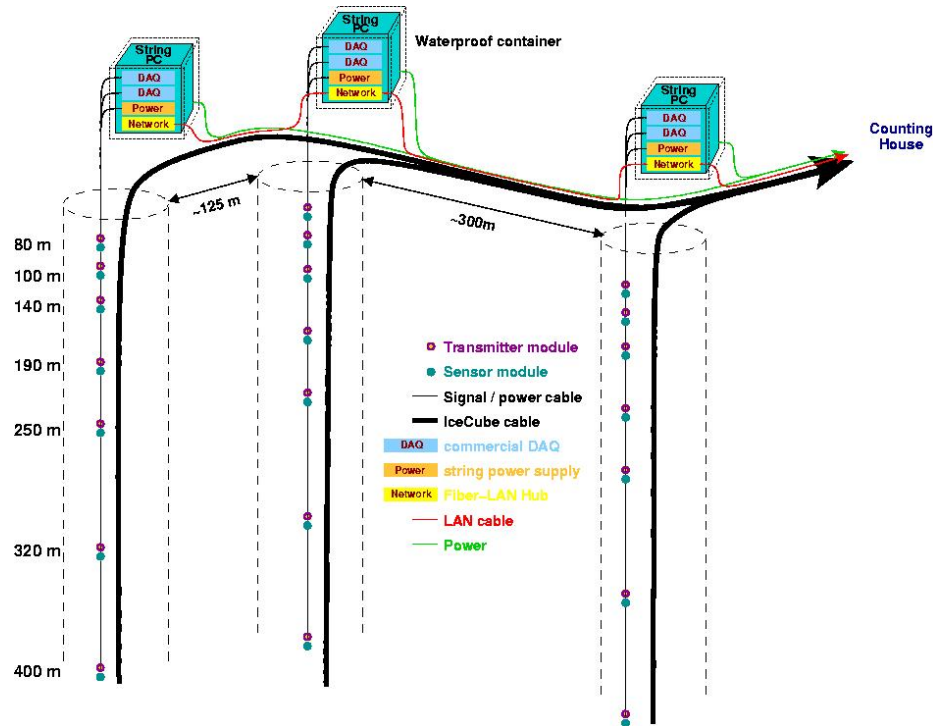 String
PC
DAQ
DAQ
Power
Network
Waterproof container
String
PC
DAQ
DAQ
Power
Network
String
PC
DAQ
DAQ
Power
Network
Counting
House
~125 m
~300m
80 m
100 m
140 m
190 m
250 m
320 m
400 m
Transmitter module
Sensor module
Signal / power cable
IceCube cable
DAQ commercial DAQ
Power string power supply
Network Fiber-LAN Hub
LAN cable
Power